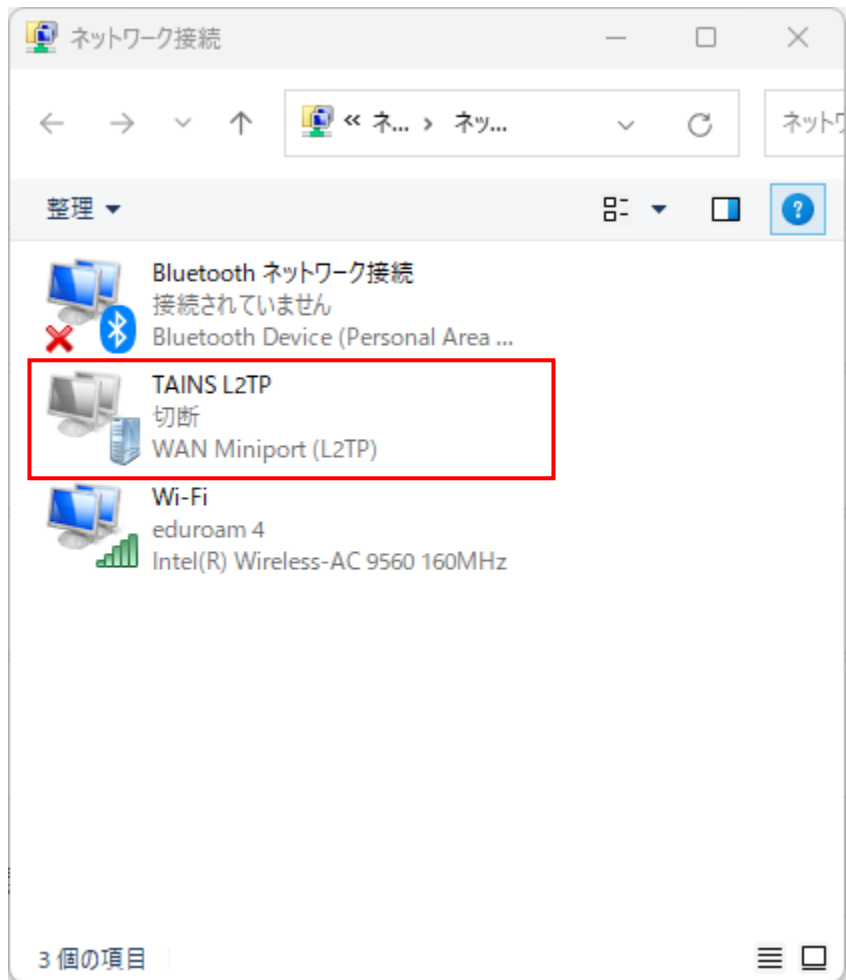 ネットワーク接続
« ネ... › ネッ...
ネットワ
整理
Bluetooth ネットワーク接続
接続されていません
Bluetooth Device (Personal Area ...
TAINS L2TP
切断
WAN Miniport (L2TP)
Wi-Fi
eduroam 4
Intel(R) Wireless-AC 9560 160MHz
3 個の項目